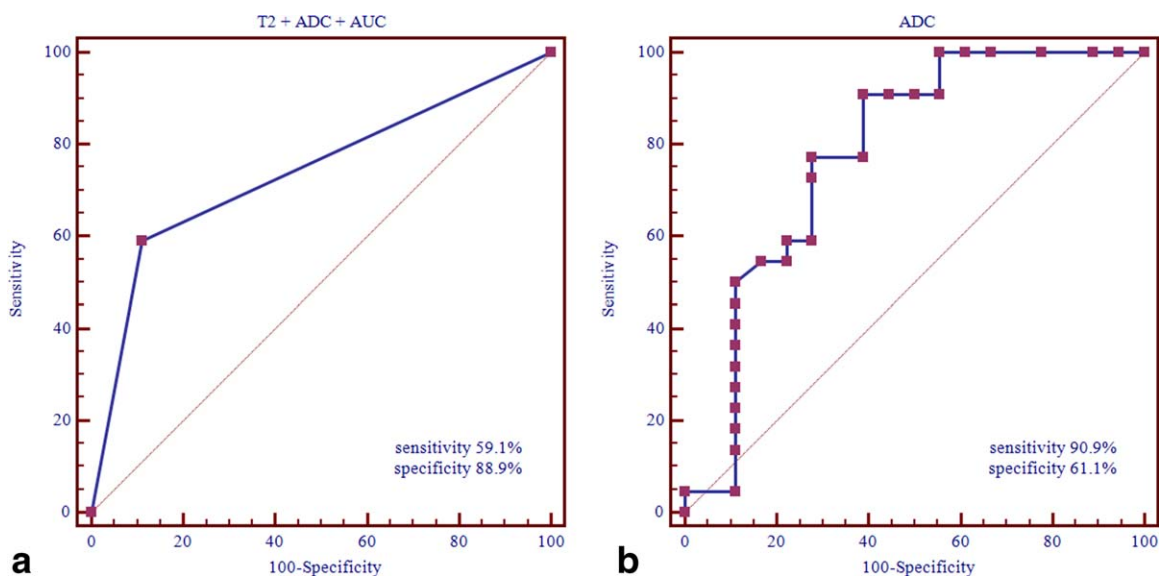 T2 + ADC + AUC
100
80
60
40
20
0
Sensitivity
sensitivity 59.1%
specificity 88.9%
0 20 40 60 80 100
100-Specificity
a
ADC
100
80
60
40
20
0
Sensitivity
sensitivity 90.9%
specificity 61.1%
0 20 40 60 80 100
100-Specificity
b